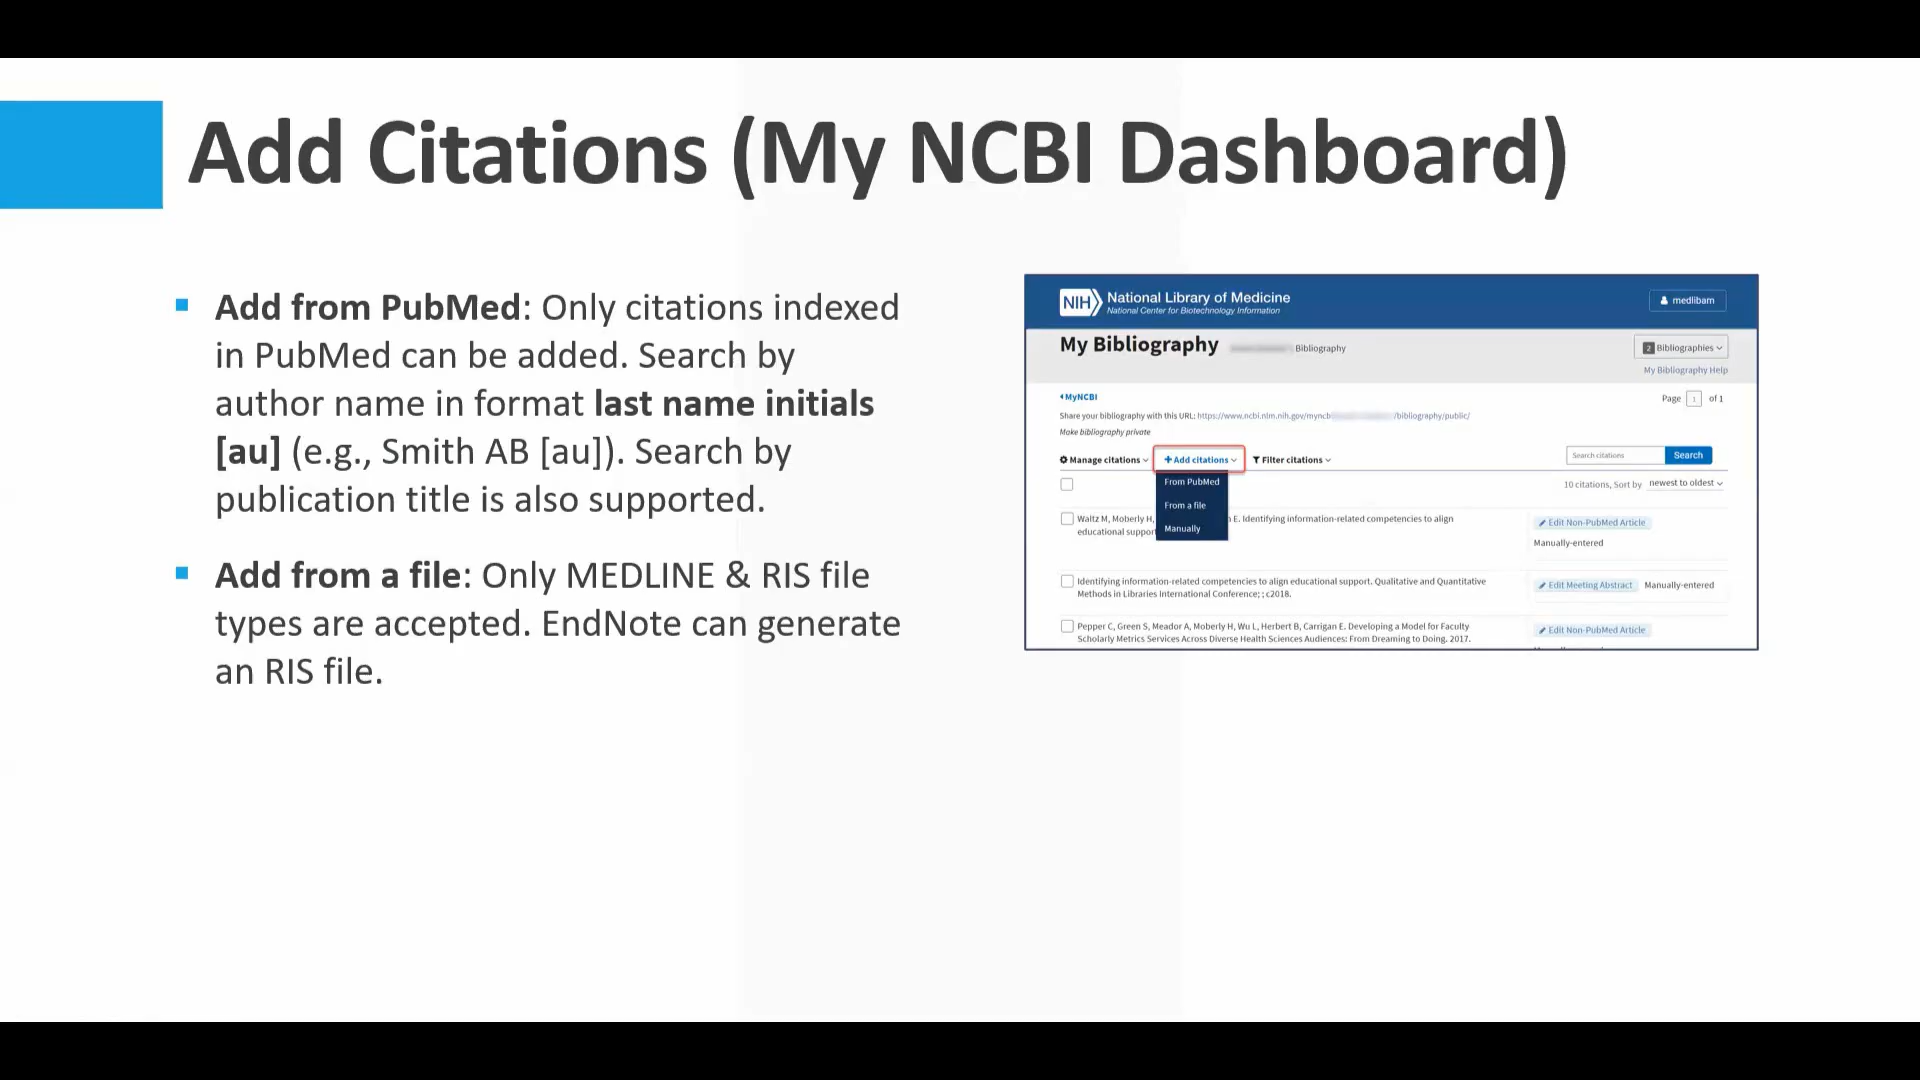 Add Citations (My NCBI Dashboard)
Add from PubMed: Only citations indexed
in PubMed can be added. Search by
author name in format last name initials
[au] (e.g., Smith AB [au]). Search by
publication title is also supported.
Add from a file: Only MEDLINE & RIS file
types are accepted. EndNote can generate
an RIS file.
NIH National Library of Medicine
National Center for Biotechnology Information
medlibam
My Bibliography Bibliography
2 Bibliographies
My Bibliography Help
MyNCBI
Page 1 of 1
Share your bibliography with this URL: https://www.ncbi.nlm.nih.gov/myncb /bibliography/public/
Make bibliography private
Manage citations
+Add citations
Filter citations
Search citations
Search
From PubMed
From a file
Manually
10 citations, Sort by newest to oldest
Waltz M, Moberly H, E. Identifying information-related competencies to align
educational suppor
Edit Non-PubMed Article
Manually-entered
Identifying information-related competencies to align educational support. Qualitative and Quantitative
Methods in Libraries International Conference; ; c2018.
Edit Meeting Abstract Manually-entered
Pepper C, Green S, Meador A, Moberly H, Wu L, Herbert B, Carrigan E. Developing a Model for Faculty
Scholarly Metrics Services Across Diverse Health Sciences Audiences: From Dreaming to Doing. 2017.
Edit Non-PubMed Article